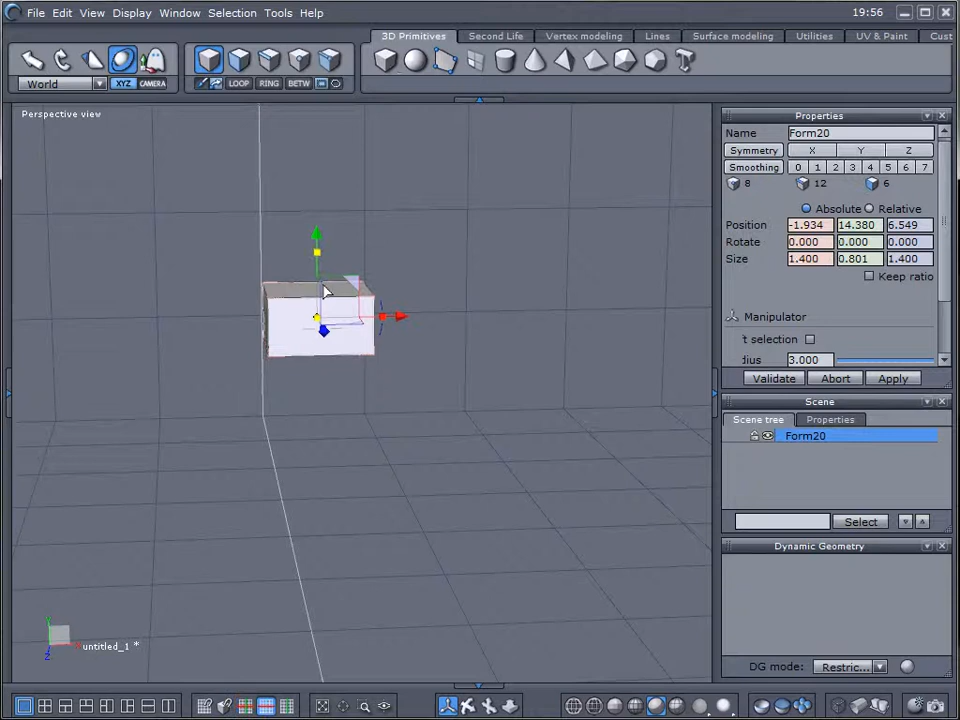 File Edit View Display Window Selection Tools Help 19:56
3D Primitives Second Life Vertex modeling Lines Surface modeling Utilities UV & Paint Cust
World XYZ CAMERA LOOP RING BETW
Perspective view
Properties
Name Form20
Symmetry X Y Z
Smoothing 0 1 2 3 4 5 6 7
8 12 6
Absolute Relative
Position -1.934 14.380 6.549
Rotate 0.000 0.000 0.000
Size 1.400 0.801 1.400
Keep ratio
Manipulator
t selection
dius 3.000
Validate Abort Apply
Scene
Scene tree Properties
Form20
Select
Dynamic Geometry
DG mode: Restric...
Y
X
Z
untitled_1 *